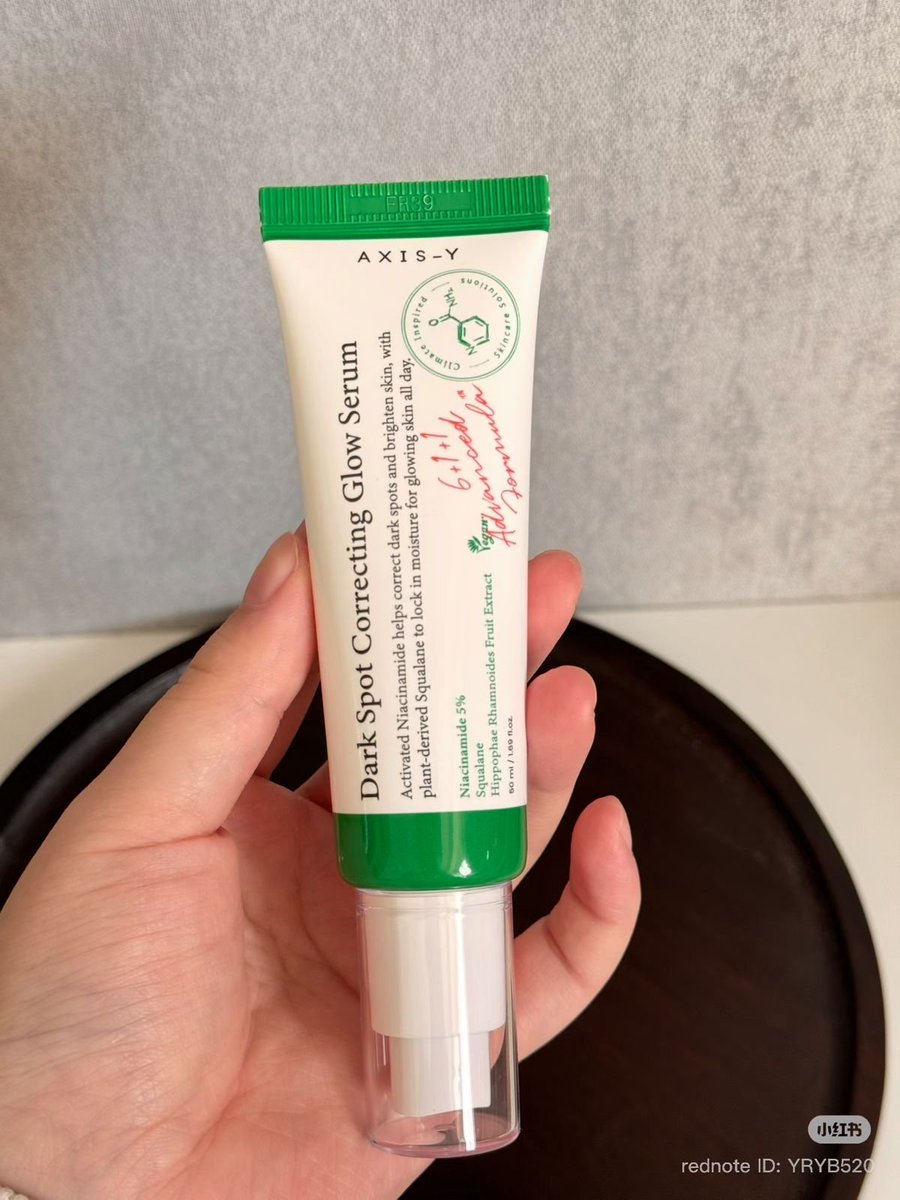 FR39
AXIS-Y
Climate Inspired
Skincare Solutions
O
NH₂
N
Dark Spot Correcting Glow Serum
Activated Niacinamide helps correct dark spots and brighten skin, with
plant-derived Squalane to lock in moisture for glowing skin all day.
6+1+1
Advanced
Formula
TM
Vegan
Niacinamide 5%
Squalane
Hippophae Rhamnoides Fruit Extract
50 ml / 1.69 fl.oz.
小红书
rednote ID: YRYB520